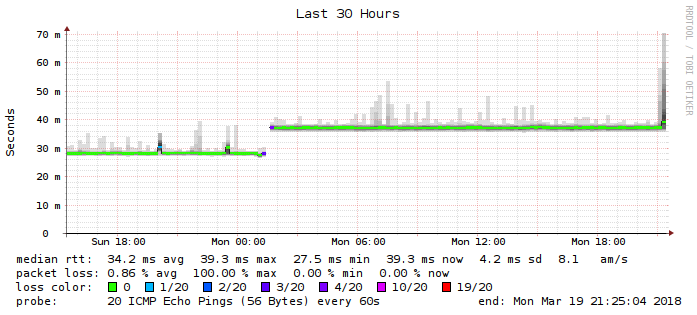 Last 30 Hours
RRDTOOL / TOBI OETIKER
Seconds
70 m
60 m
50 m
40 m
30 m
20 m
10 m
0
Sun 18:00 Mon 00:00 Mon 06:00 Mon 12:00 Mon 18:00
median rtt: 34.2 ms avg 39.3 ms max 27.5 ms min 39.3 ms now 4.2 ms sd 8.1 am/s
packet loss: 0.86 % avg 100.00 % max 0.00 % min 0.00 % now
loss color: 0 1/20 2/20 3/20 4/20 10/20 19/20
probe: 20 ICMP Echo Pings (56 Bytes) every 60s end: Mon Mar 19 21:25:04 2018